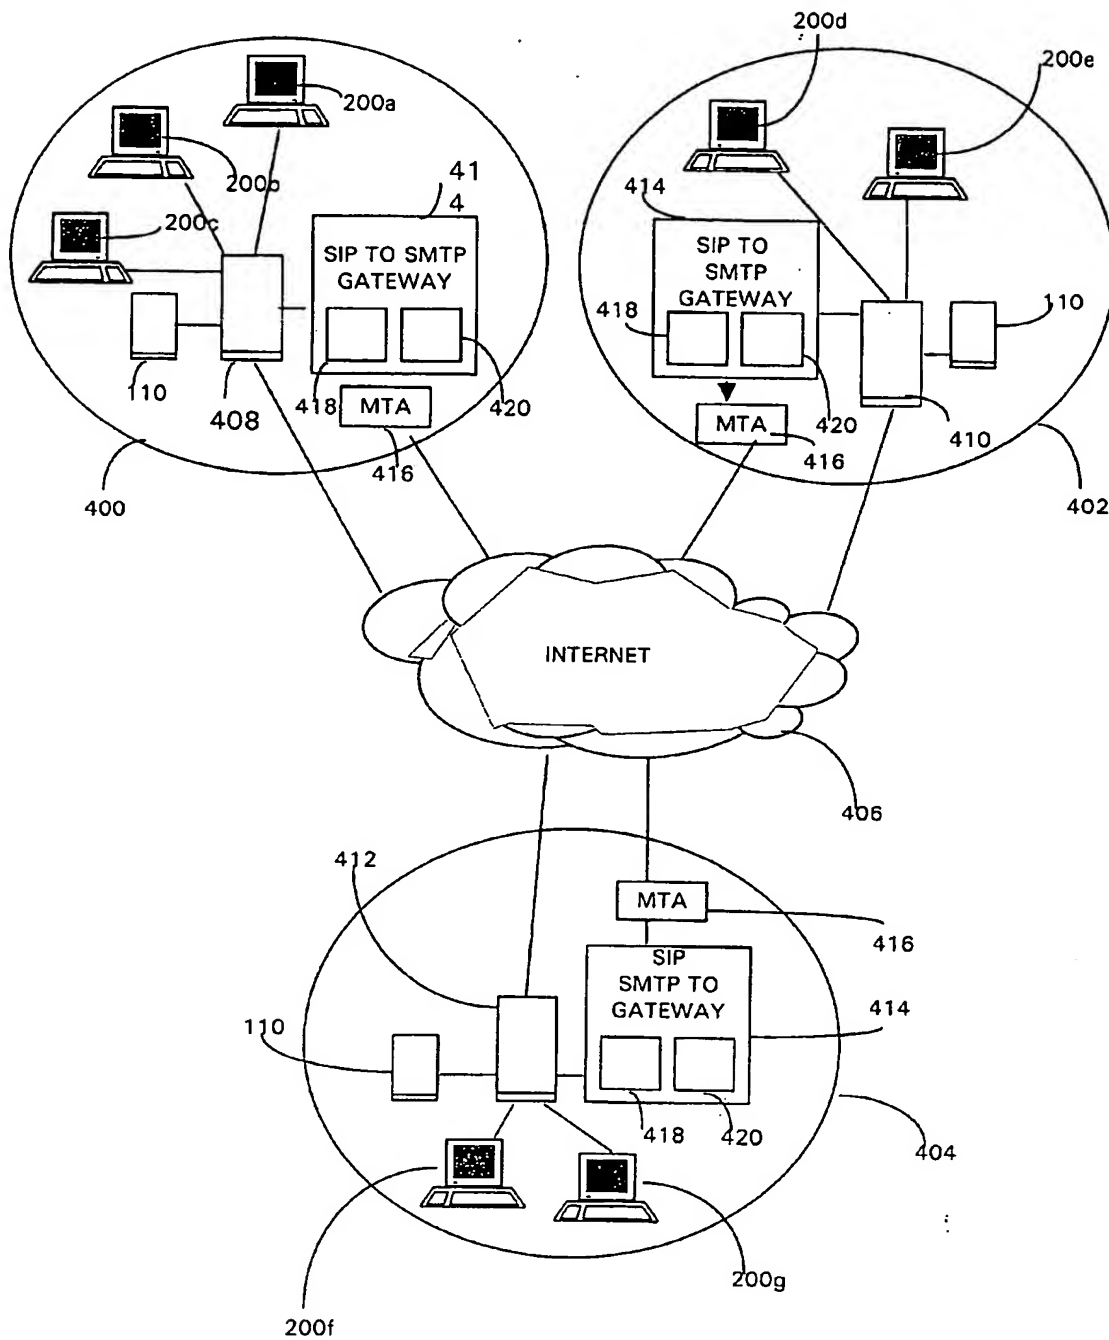 200d
200e
200a
200b
200c
41
4
SIP TO SMTP
GATEWAY
110
408
418
420
MTA
416
400
414
SIP TO
SMTP
GATEWAY
418
110
420
MTA
416
410
402
INTERNET
406
412
MTA
416
SIP
SMTP TO
GATEWAY
414
110
418
420
404
200g
200f